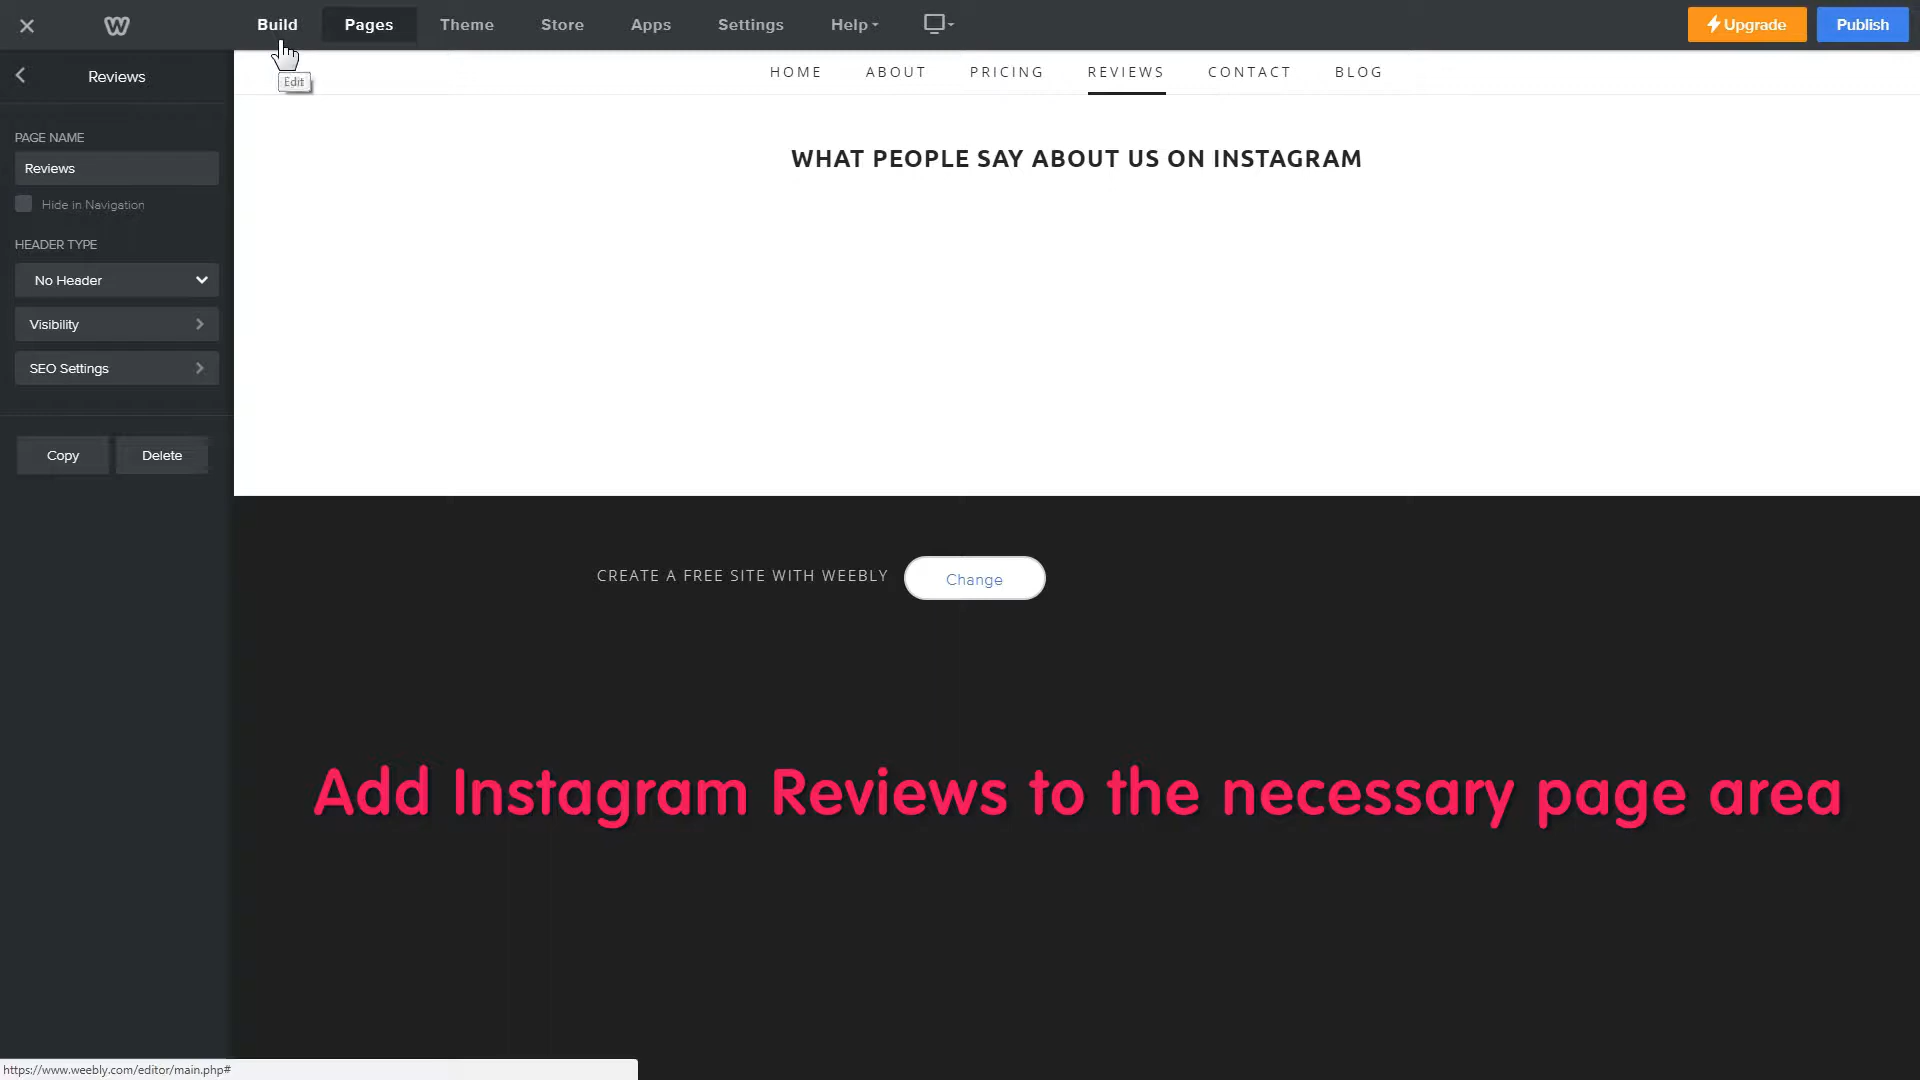 Build
Pages
Theme
Store
Apps
Settings
Help
Upgrade
Publish
Edit
Reviews
HOME
ABOUT
PRICING
REVIEWS
CONTACT
BLOG
PAGE NAME
Reviews
Hide in Navigation
HEADER TYPE
No Header
Visibility
SEO Settings
Copy
Delete
WHAT PEOPLE SAY ABOUT US ON INSTAGRAM
CREATE A FREE SITE WITH WEEBLY
Change
Add Instagram Reviews to the necessary page area
https://www.weebly.com/editor/main.php#